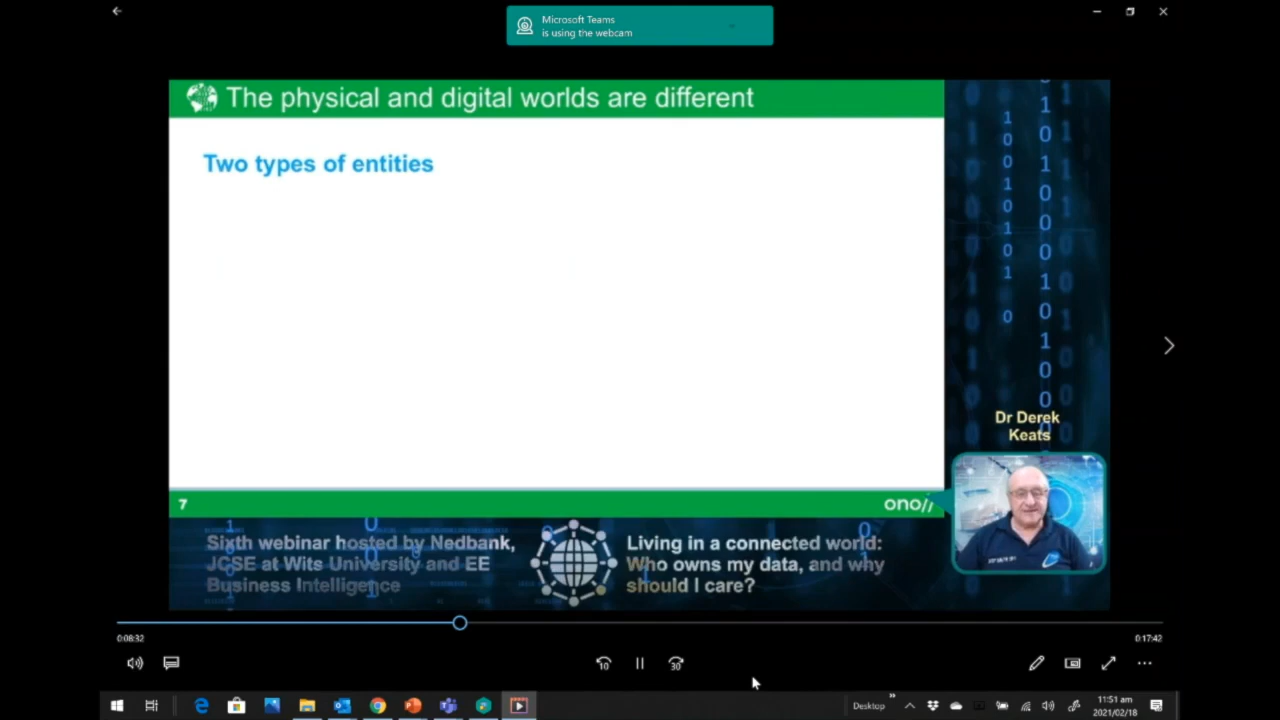 Microsoft Teams
is using the webcam
The physical and digital worlds are different
Two types of entities
Dr Derek
Keats
7
Sixth webinar hosted by Nedbank,
JCSE at Wits University and EE
Business Intelligence
Living in a connected world:
Who owns my data, and why
should I care?
0:08:32
0:17:42
10
30
Desktop
11:51 am
2021/02/18